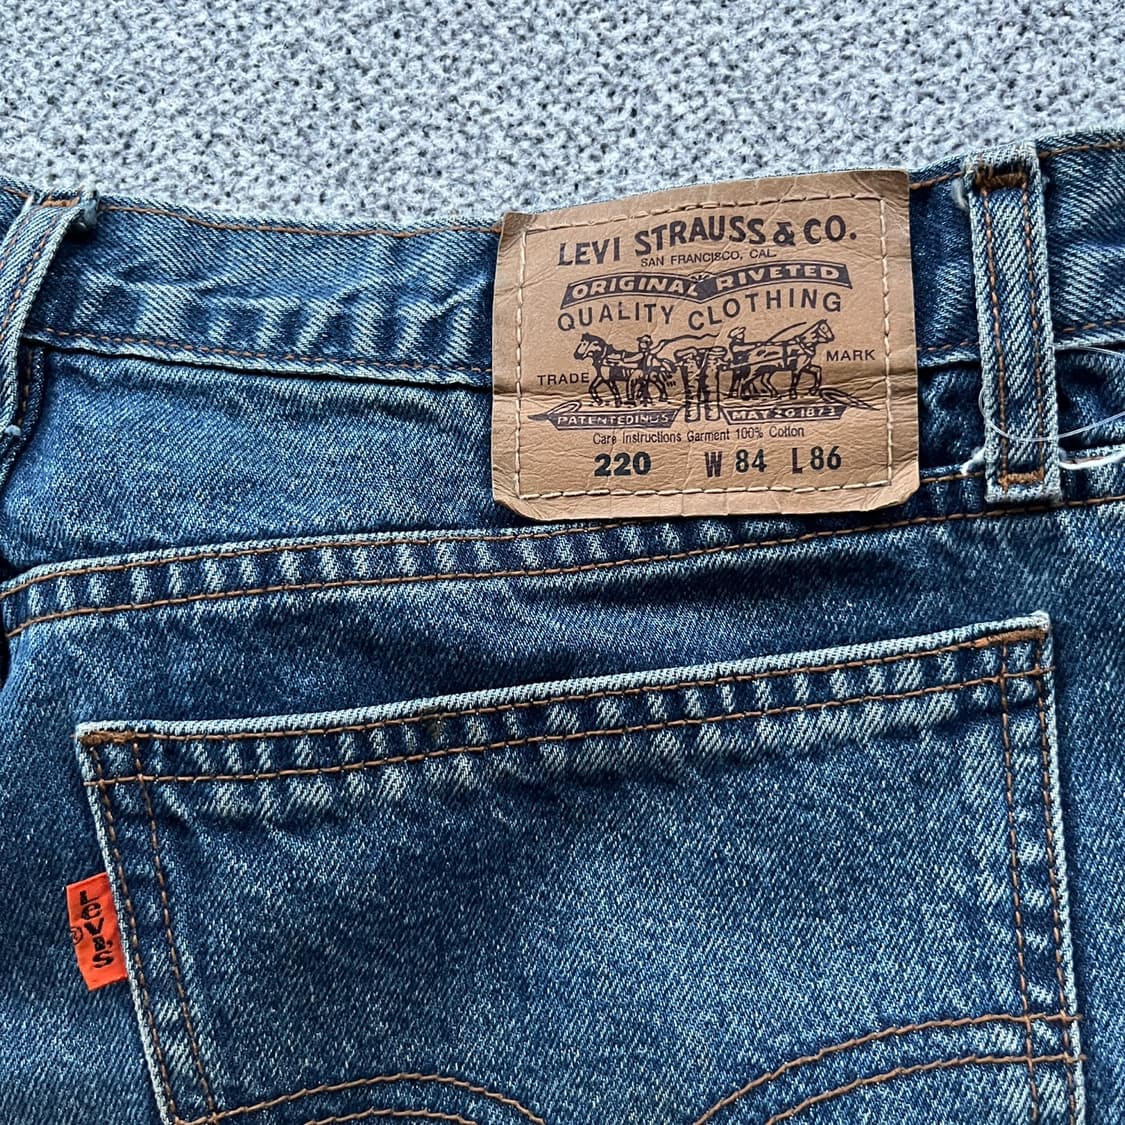 LEVI STRAUSS & CO.
SAN FRANCISCO, CAL.
ORIGINAL RIVETED
QUALITY CLOTHING
TRADE MARK
PATENTED IN U.S. MAY 20 1873
Care Instructions Garment 100% Cotton
220 W 84 L 86
Levi's
®